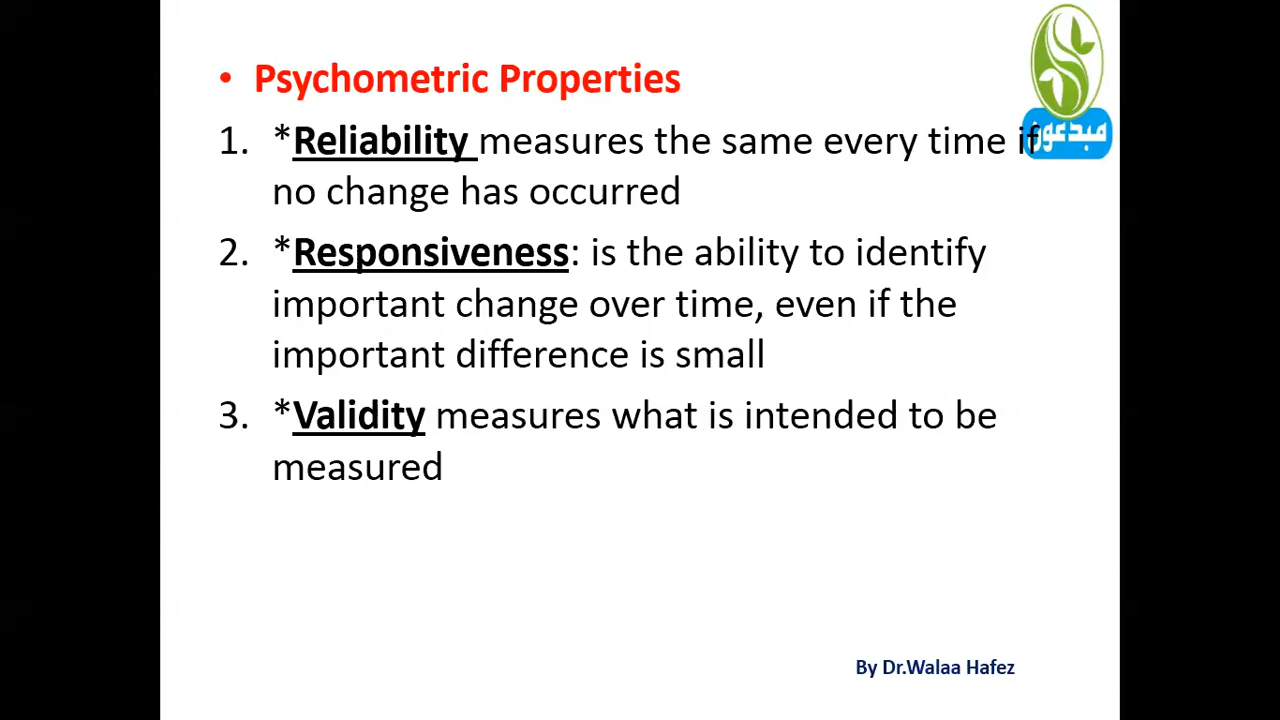 • Psychometric Properties
1. *Reliability measures the same every time if
no change has occurred
2. *Responsiveness: is the ability to identify
important change over time, even if the
important difference is small
3. *Validity measures what is intended to be
measured
مبدعون
By Dr.Walaa Hafez